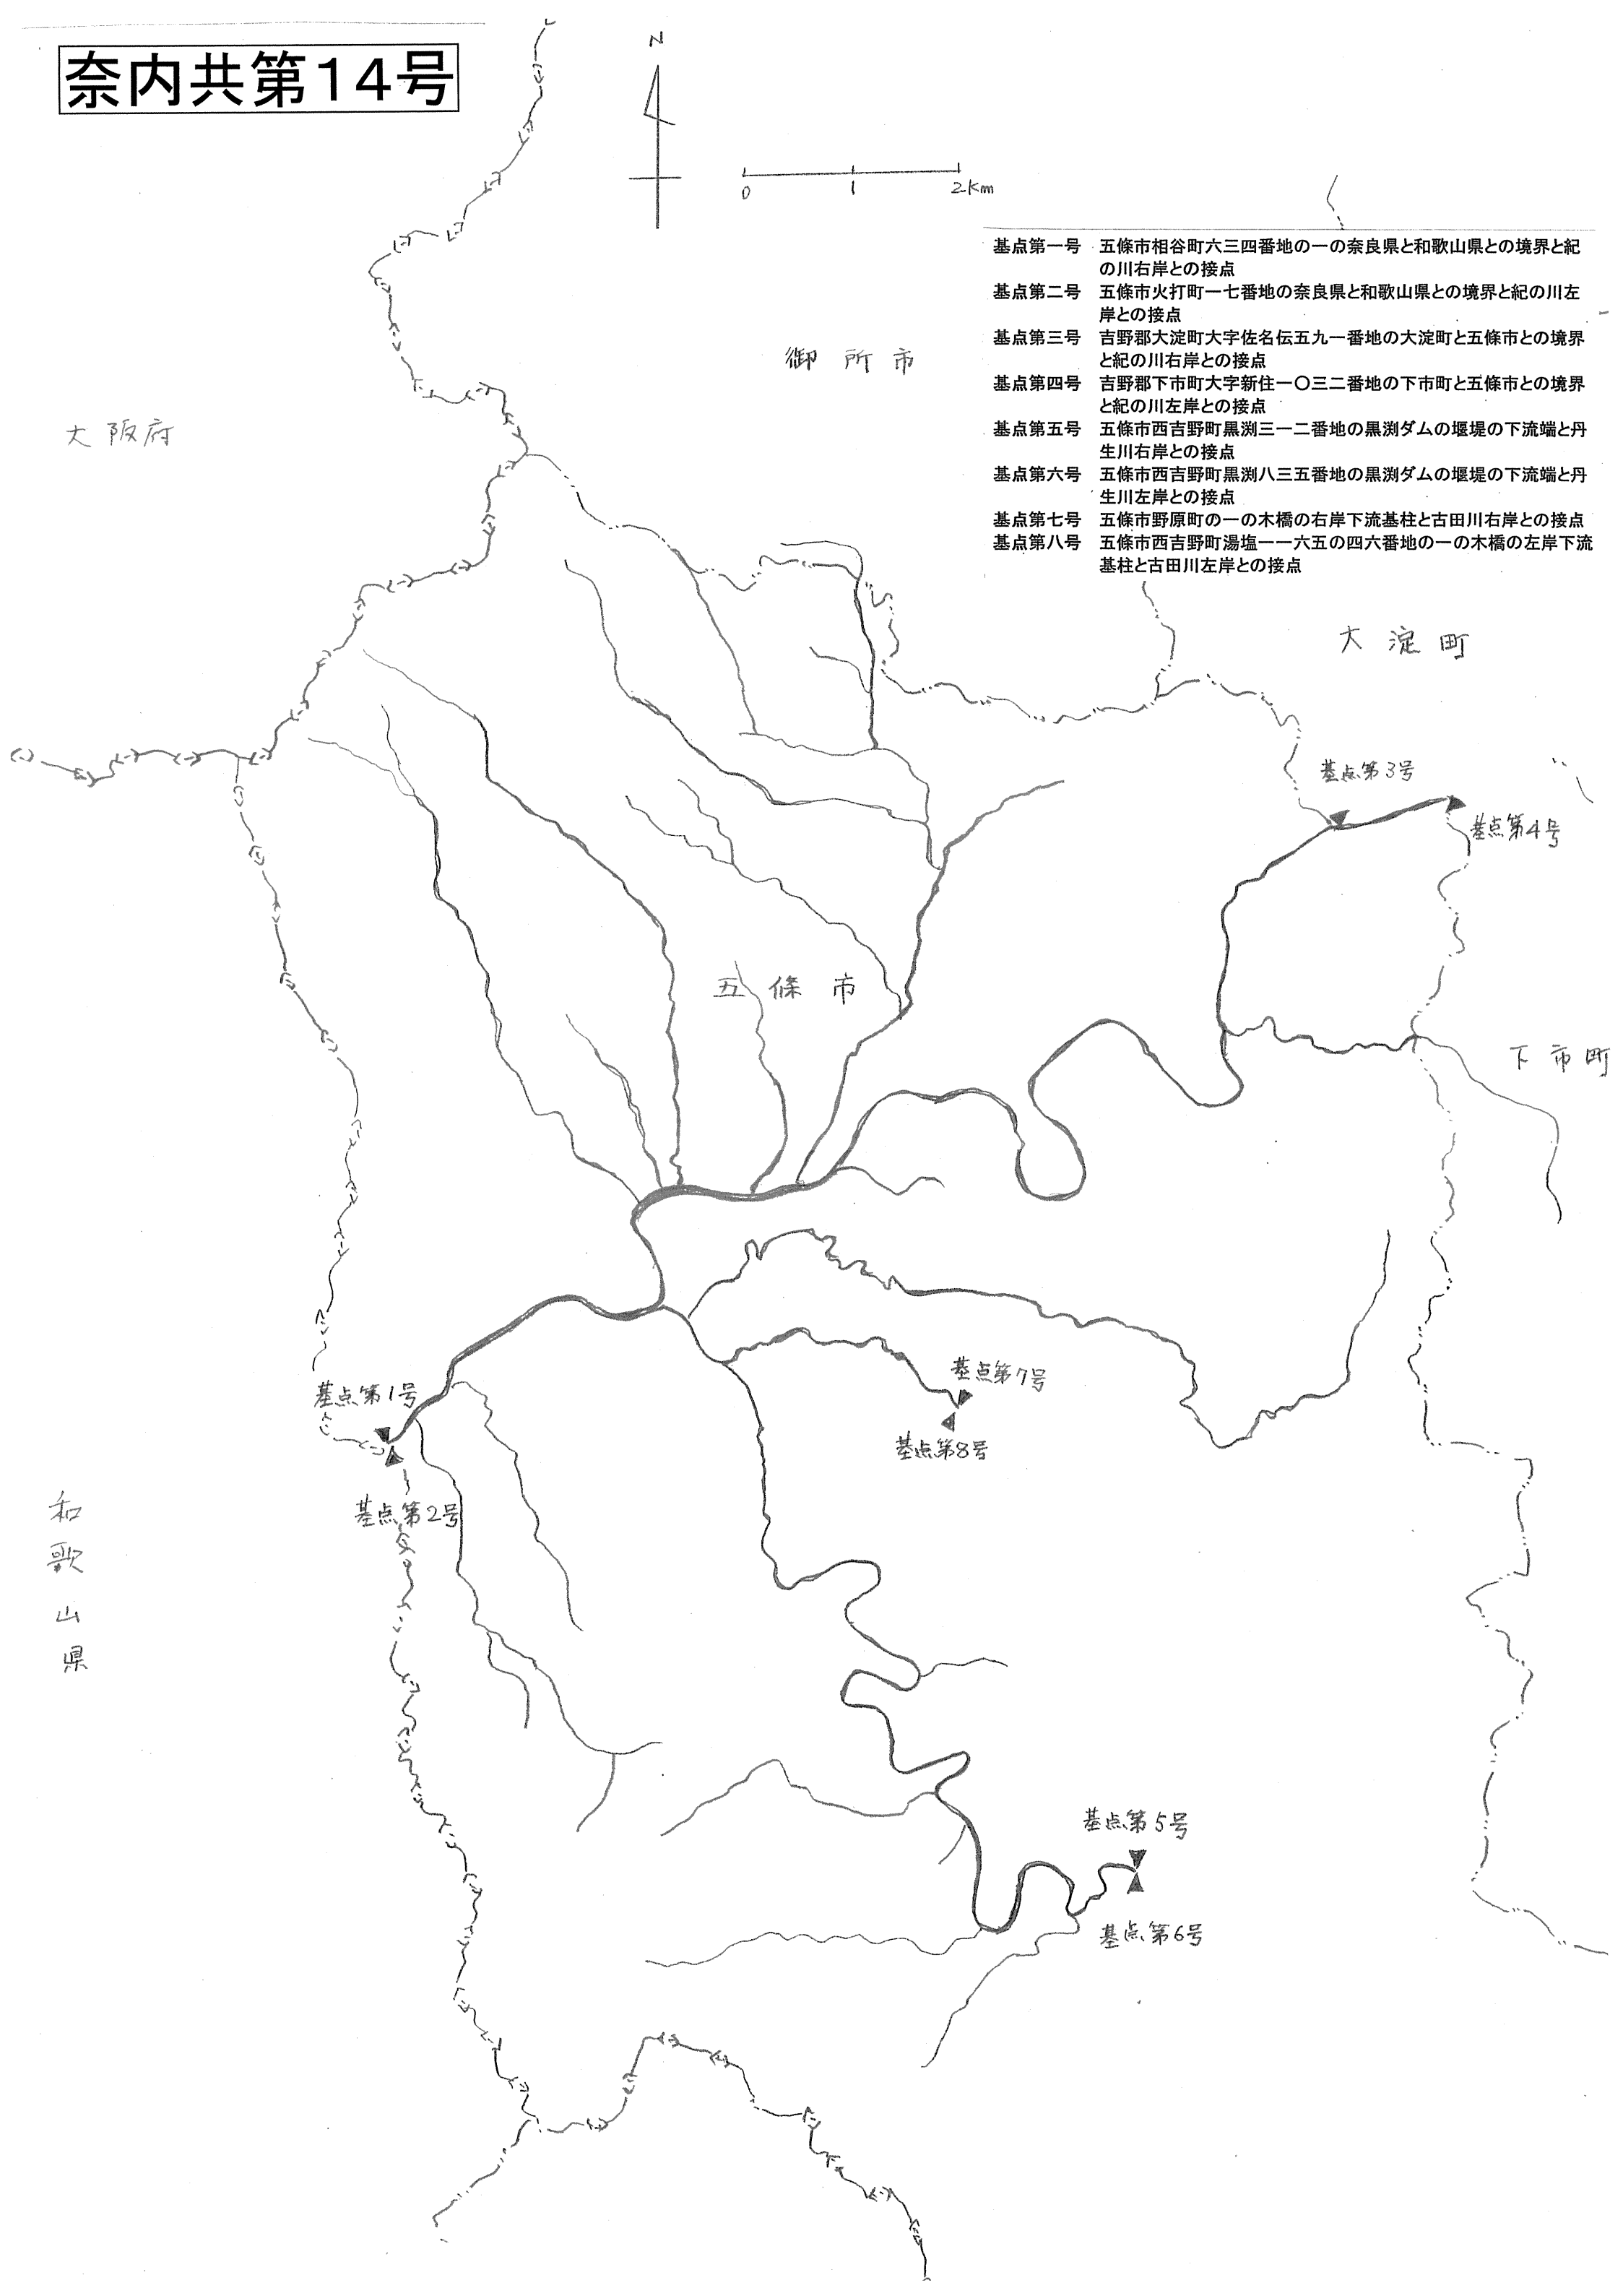 奈内共第14号
N
0 1 2Km
基点第一号 五條市相谷町六三四番地の一の奈良県と和歌山県との境界と紀
の川右岸との接点
基点第二号 五條市火打町一七番地の奈良県と和歌山県との境界と紀の川左
岸との接点
基点第三号 吉野郡大淀町大字佐名伝五九一番地の大淀町と五條市との境界
と紀の川右岸との接点
基点第四号 吉野郡下市町大字新住一〇三二番地の下市町と五條市との境界
と紀の川左岸との接点
基点第五号 五條市西吉野町黒渕三一二番地の黒渕ダムの堰堤の下流端と丹
生川右岸との接点
基点第六号 五條市西吉野町黒渕八三五番地の黒渕ダムの堰堤の下流端と丹
生川左岸との接点
基点第七号 五條市野原町の一の木橋の右岸下流基柱と古田川右岸との接点
基点第八号 五條市西吉野町湯塩一一六五の四六番地の一の木橋の左岸下流
基柱と古田川左岸との接点
御所市
大阪府
大淀町
基点第3号
基点第4号
五條市
下市町
基点第7号
基点第1号
基点第8号
基点第2号
和歌山県
基点第5号
基点第6号